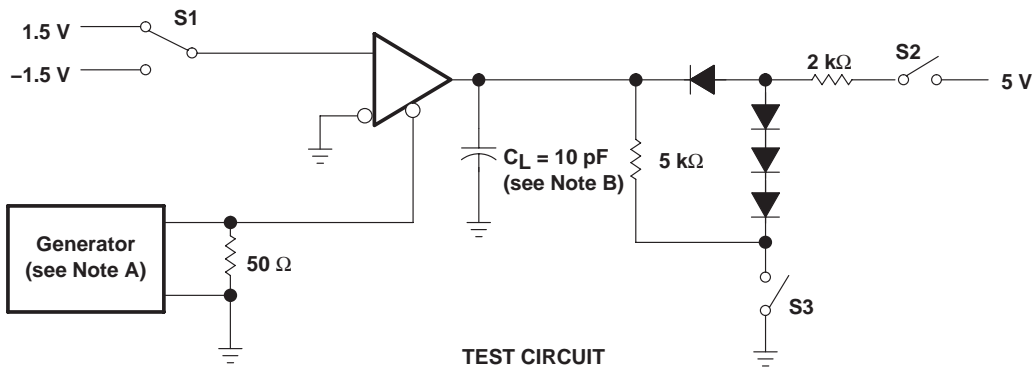 1.5 V
S1
–1.5 V
2 kΩ
S2
5 V
CL = 10 pF
(see Note B)
5 kΩ
Generator
(see Note A)
50 Ω
S3
TEST CIRCUIT